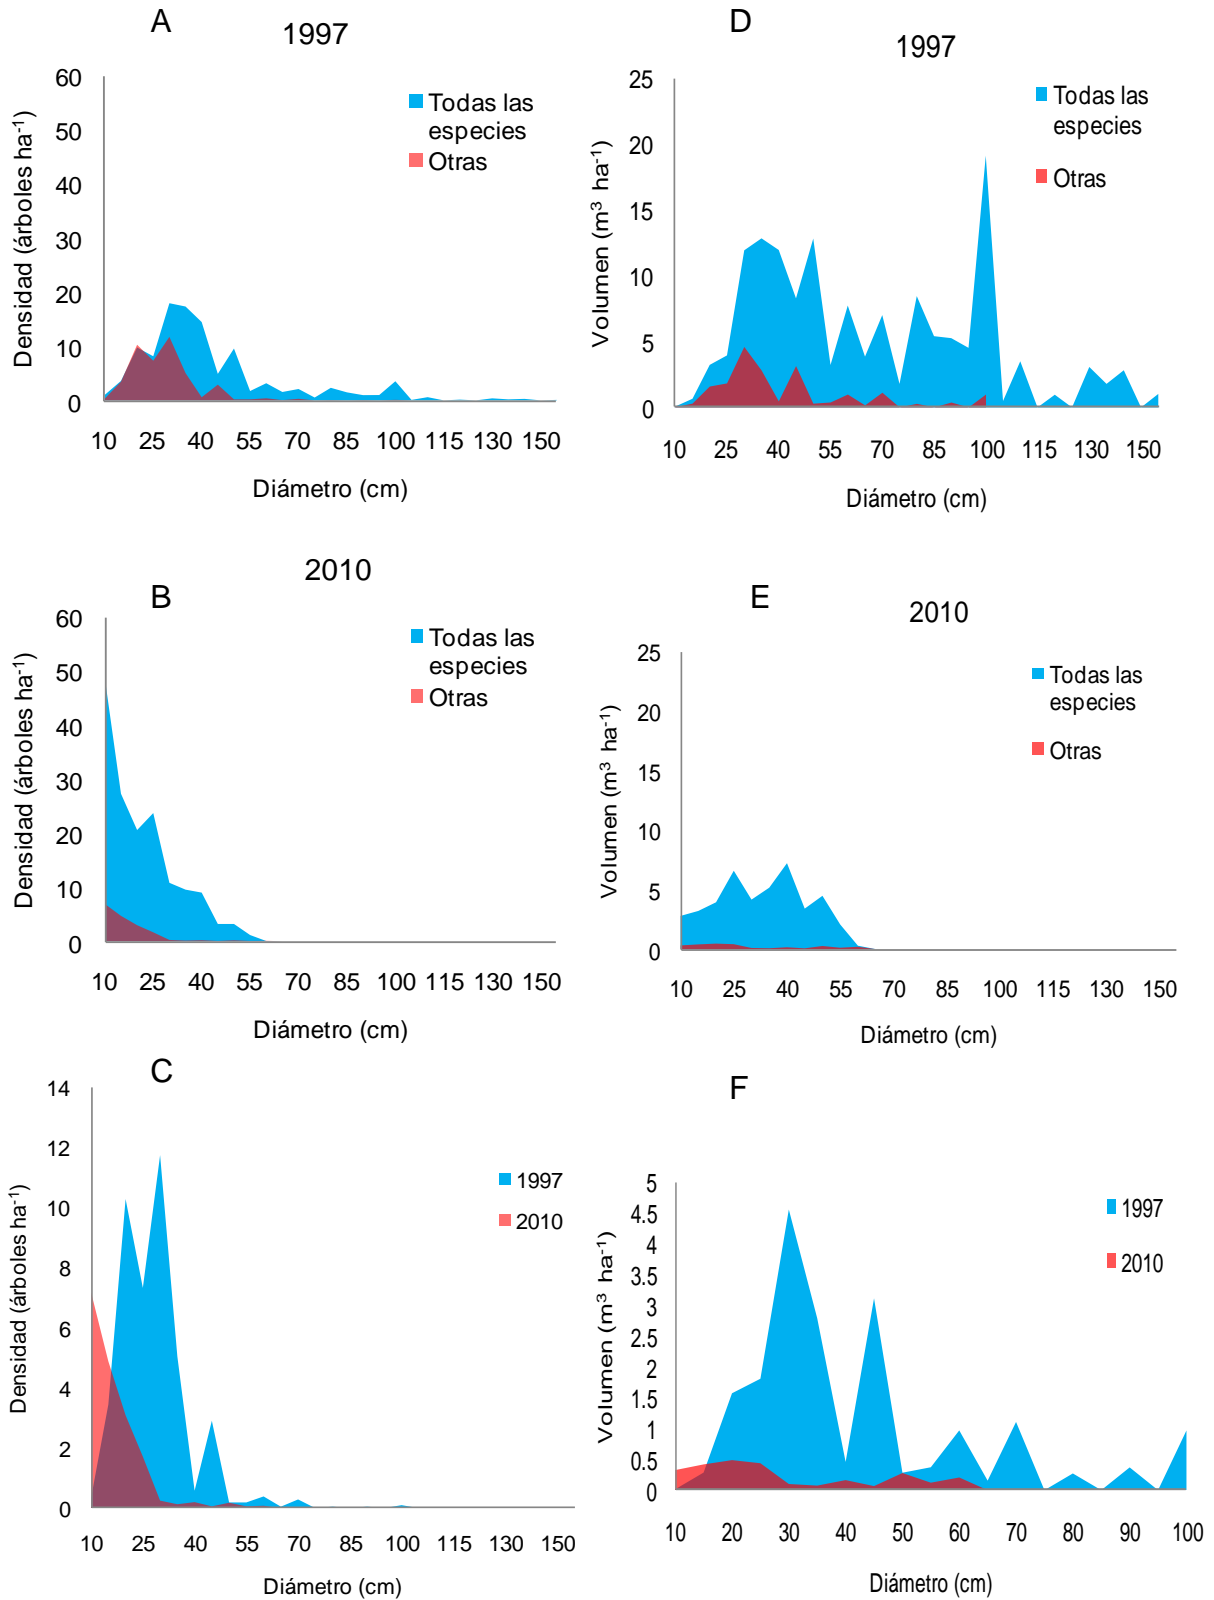 A
1997
60
50
40
30
20
10
0
Densidad (árboles ha-1)
Todas las
especies
Otras
10 25 40 55 70 85 100 115 130 150
Diámetro (cm)
D
1997
25
20
15
10
5
0
Volumen (m3 ha-1)
Todas las
especies
Otras
10 25 40 55 70 85 100 115 130 150
Diámetro (cm)
B
2010
60
50
40
30
20
10
0
Densidad (árboles ha-1)
Todas las
especies
Otras
10 25 40 55 70 85 100 115 130 150
Diámetro (cm)
E
2010
25
20
15
10
5
0
Volumen (m3 ha-1)
Todas las
especies
Otras
10 25 40 55 70 85 100 115 130 150
Diámetro (cm)
C
14
12
10
8
6
4
2
0
Densidad (árboles ha-1)
1997
2010
10 25 40 55 70 85 100 115 130 150
Diámetro (cm)
F
5
4.5
4
3.5
3
2.5
2
1.5
1
0.5
0
Volumen (m3 ha-1)
1997
2010
10 20 30 40 50 60 70 80 90 100
Diámetro (cm)